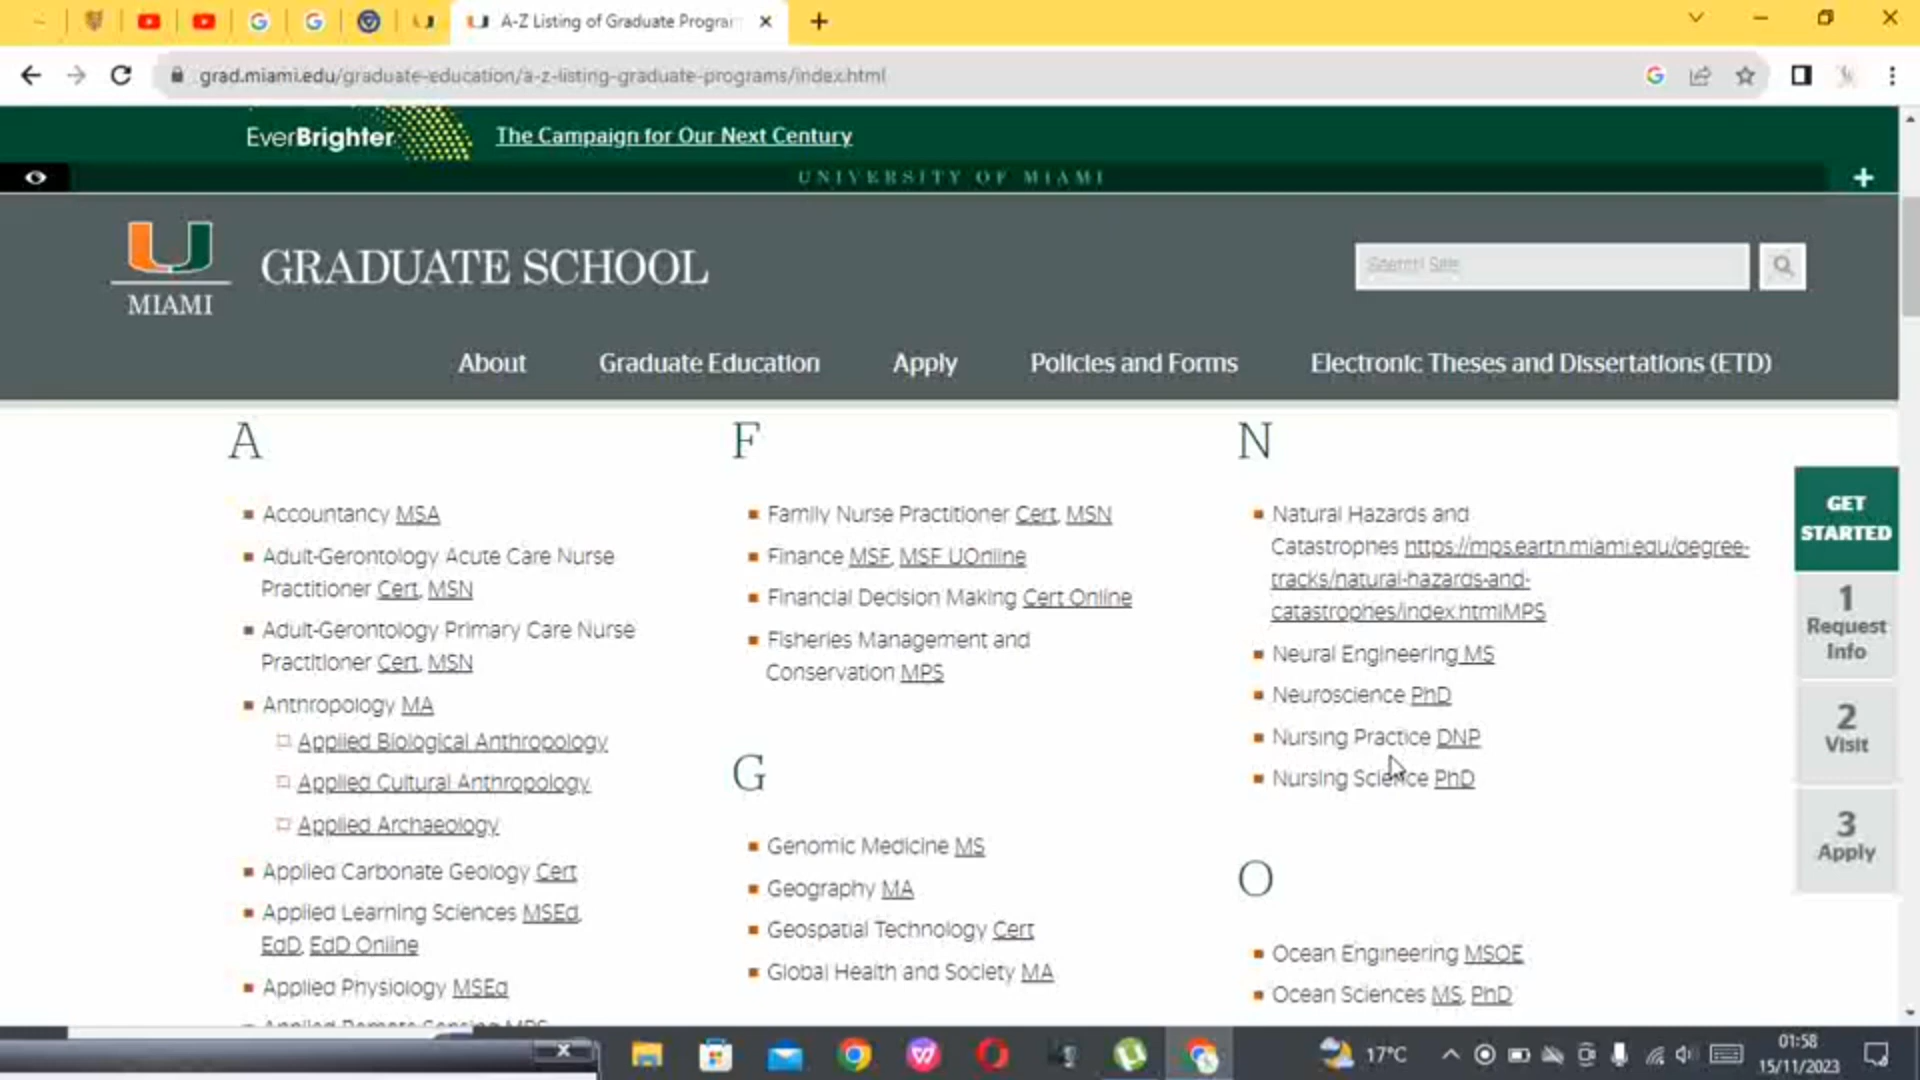 A-Z Listing of Graduate Program
grad.miami.edu/graduate-education/a-z-listing-graduate-programs/index.html
EverBrighter
The Campaign for Our Next Century
UNIVERSITY OF MIAMI
MIAMI
GRADUATE SCHOOL
Search Site
About
Graduate Education
Apply
Policies and Forms
Electronic Theses and Dissertations (ETD)
A
Accountancy MSA
Adult-Gerontology Acute Care Nurse
Practitioner Cert, MSN
Adult-Gerontology Primary Care Nurse
Practitioner Cert, MSN
Anthropology MA
Applied Biological Anthropology
Applied Cultural Anthropology
Applied Archaeology
Applied Carbonate Geology Cert
Applied Learning Sciences MSEd,
EdD, EdD Online
Applied Physiology MSEd
Applied Remote Sensing MPS
F
Family Nurse Practitioner Cert, MSN
Finance MSF, MSF UOnline
Financial Decision Making Cert Online
Fisheries Management and
Conservation MPS
G
Genomic Medicine MS
Geography MA
Geospatial Technology Cert
Global Health and Society MA
N
Natural Hazards and
Catastrophes https://mps.earth.miami.edu/degree-
tracks/natural-hazards-and-
catastrophes/index.htmlMPS
Neural Engineering MS
Neuroscience PhD
Nursing Practice DNP
Nursing Science PhD
O
Ocean Engineering MSOE
Ocean Sciences MS, PhD
GET
STARTED
1
Request
Info
2
Visit
3
Apply
17°C
01:58
15/11/2023